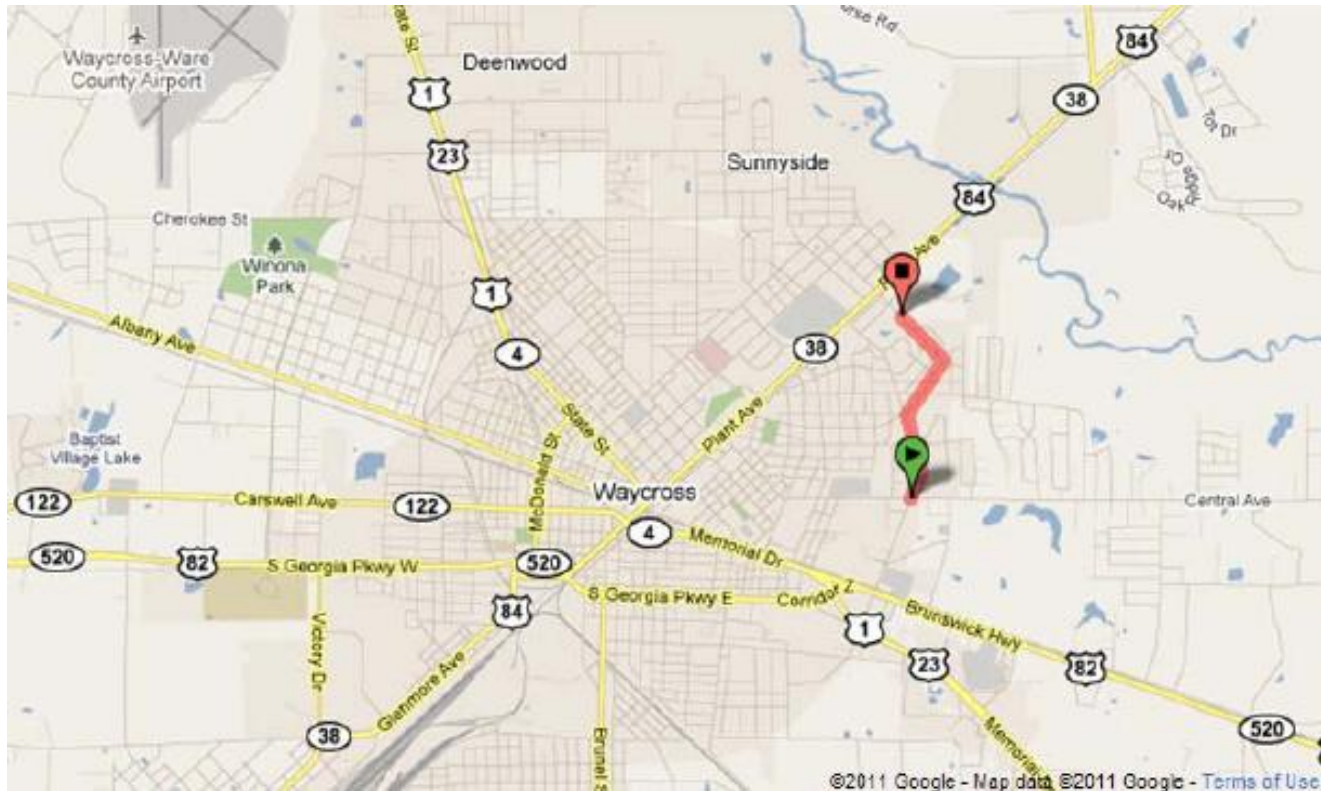 State St
Deenwood
Waycross-Ware
County Airport
1
23
84
38
Tol Dr
Sunnyside
84
Oak
Cherokee St
Winona
Park
1
4
Albany Ave
38
State St
McDonald St
Plant Ave
Baptist
Village Lake
122
Carswell Ave
122
Waycross
4
Central Ave
520
82
S Georgia Pkwy W
520
Memorial Dr
S Georgia Pkwy E
Corridor Z
Brunswick Hwy
84
1
23
82
Victory Dr
Glenmore Ave
38
520
©2011 Google - Map data ©2011 Google - Terms of Use